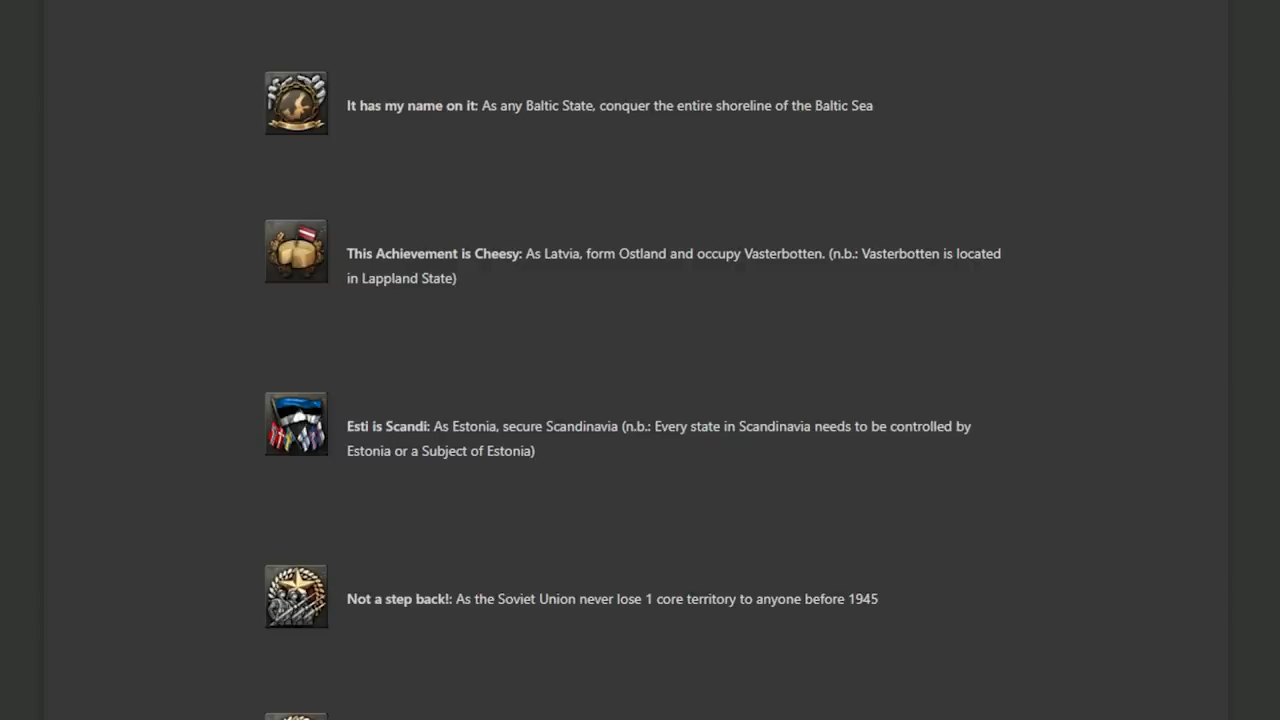 It has my name on it: As any Baltic State, conquer the entire shoreline of the Baltic Sea
This Achievement is Cheesy: As Latvia, form Ostland and occupy Vasterbotten. (n.b.: Vasterbotten is located
in Lappland State)
Esti is Scandi: As Estonia, secure Scandinavia (n.b.: Every state in Scandinavia needs to be controlled by
Estonia or a Subject of Estonia)
Not a step back!: As the Soviet Union never lose 1 core territory to anyone before 1945